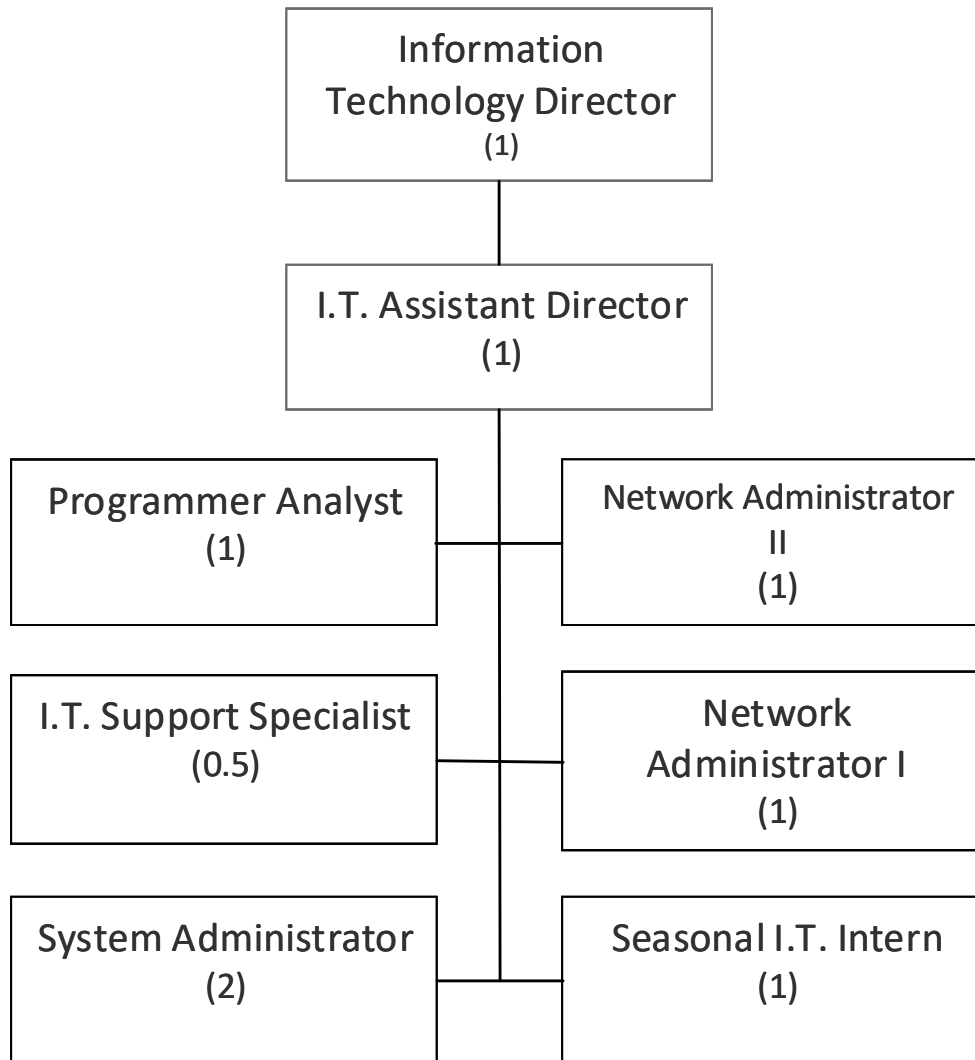 Information
Technology Director
(1)
I.T. Assistant Director
(1)
Programmer Analyst
(1)
Network Administrator
II
(1)
I.T. Support Specialist
(0.5)
Network
Administrator I
(1)
System Administrator
(2)
Seasonal I.T. Intern
(1)